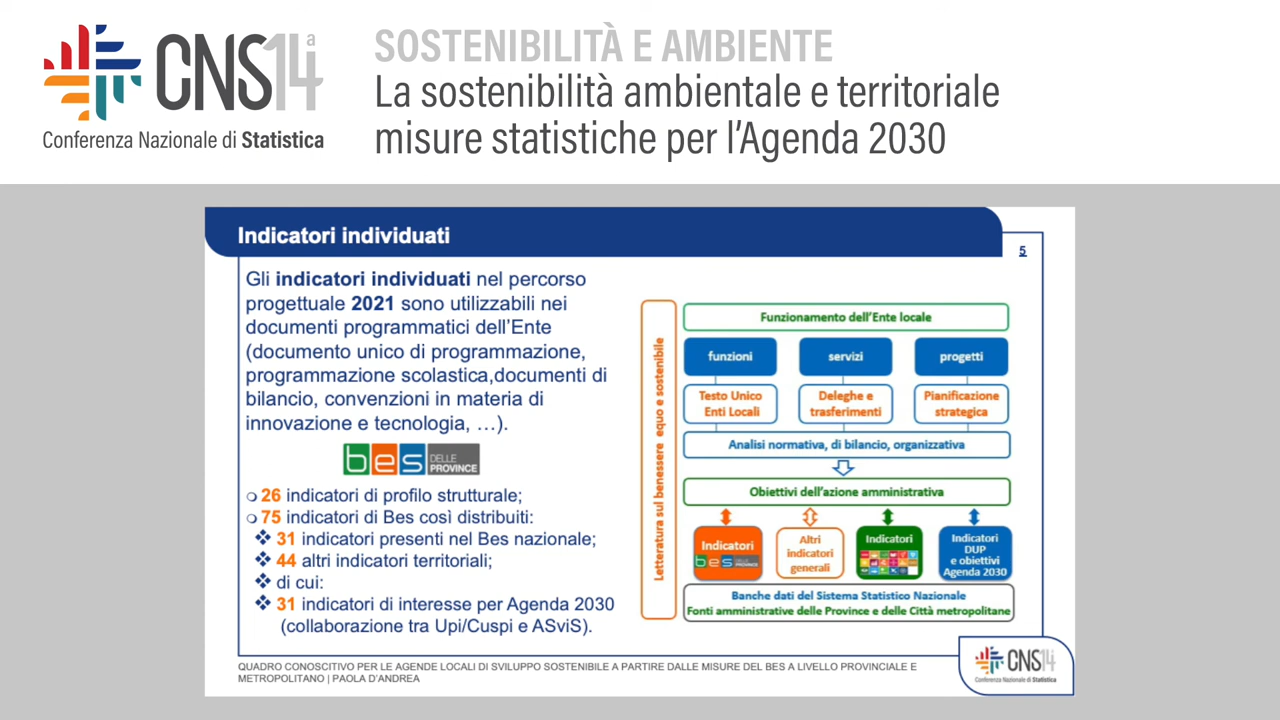 CNS14ª
Conferenza Nazionale di Statistica
SOSTENIBILITÀ E AMBIENTE
La sostenibilità ambientale e territoriale
misure statistiche per l'Agenda 2030
Indicatori individuati
5
Gli indicatori individuati nel percorso
progettuale 2021 sono utilizzabili nei
documenti programmatici dell'Ente
(documento unico di programmazione,
programmazione scolastica,documenti di
bilancio, convenzioni in materia di
innovazione e tecnologia, …).
bes DELLE
PROVINCE
26 indicatori di profilo strutturale;
75 indicatori di Bes così distribuiti:
31 indicatori presenti nel Bes nazionale;
44 altri indicatori territoriali;
di cui:
31 indicatori di interesse per Agenda 2030
(collaborazione tra Upi/Cuspi e ASviS).
Letteratura sul benessere equo e sostenibile
Funzionamento dell'Ente locale
funzioni
servizi
progetti
Testo Unico
Enti Locali
Deleghe e
trasferimenti
Pianificazione
strategica
Analisi normativa, di bilancio, organizzativa
Obiettivi dell'azione amministrativa
Indicatori
bes DELLE
PROVINCE
Altri
indicatori
generali
Indicatori
Indicatori
DUP
e obiettivi
Agenda 2030
Banche dati del Sistema Statistico Nazionale
Fonti amministrative delle Province e delle Città metropolitane
QUADRO CONOSCITIVO PER LE AGENDE LOCALI DI SVILUPPO SOSTENIBILE A PARTIRE DALLE MISURE DEL BES A LIVELLO PROVINCIALE E
METROPOLITANO | PAOLA D'ANDREA
CNS14
Conferenza Nazionale di Statistica